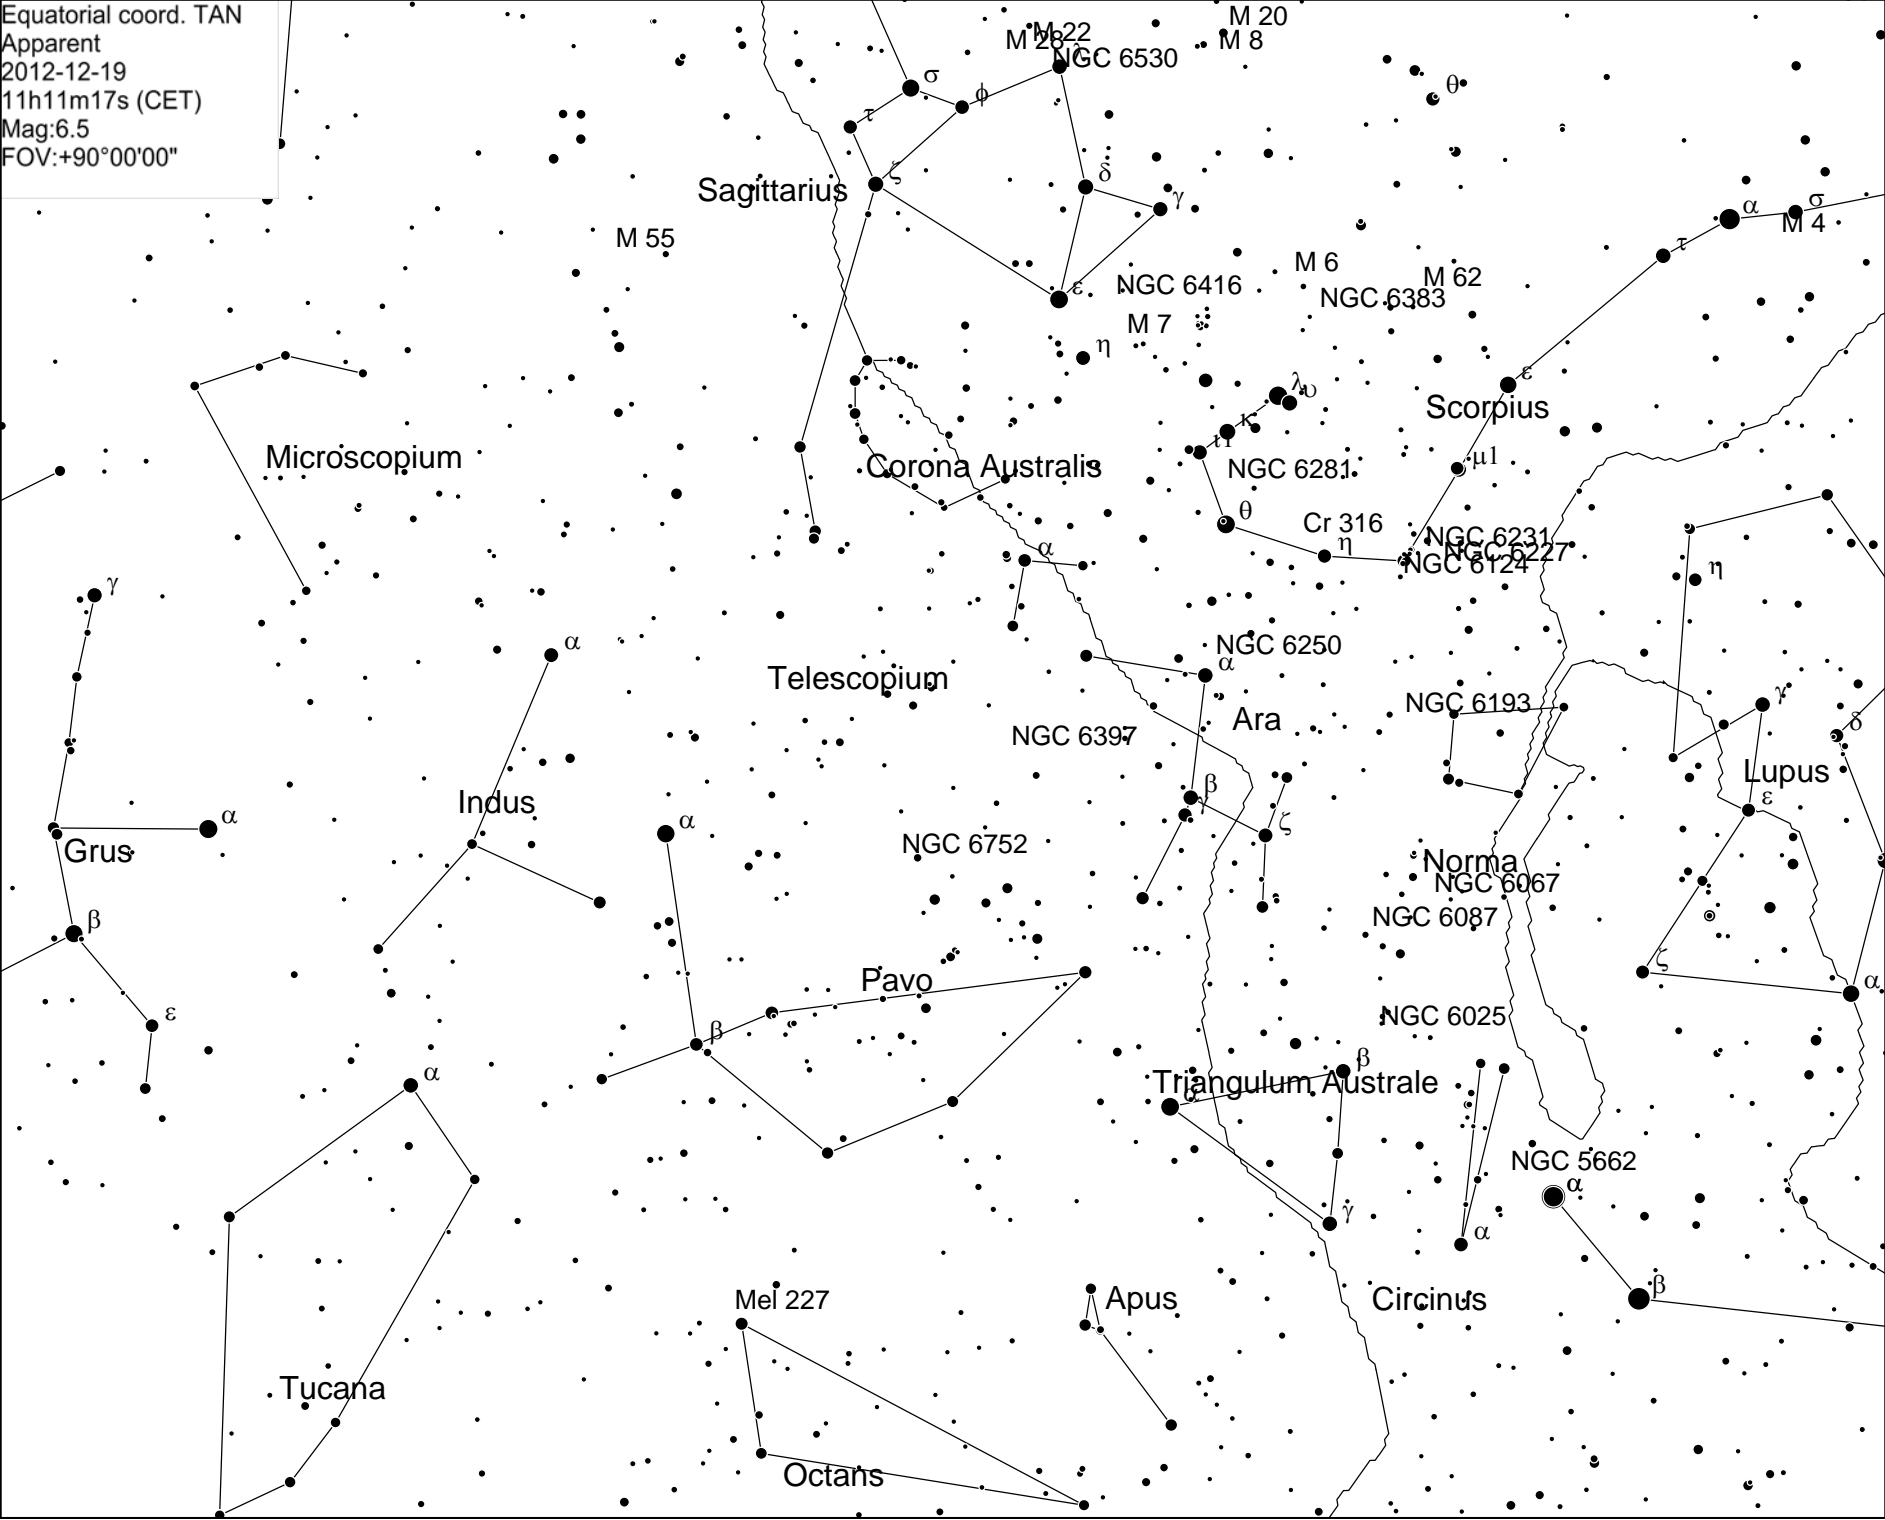 Equatorial coord. TAN
Apparent
2012-12-19
11h11m17s (CET)
Mag:6.5
FOV:+90°00'00"
M 20
M 22
M 28
M 8
NGC 6530
λ
σ
θ
φ
τ
ζ
δ
Sagittarius
γ
α
σ
M 4
M 55
τ
M 6
M 62
ε
NGC 6416
NGC 6383
M 7
η
ε
λ
υ
Scorpius
κ
ι1
Microscopium
Corona Australis
NGC 6281
μ1
θ
Cr 316
η
NGC 6231
NGC 6227
NGC 6124
α
η
γ
α
NGC 6250
α
Telescopium
γ
NGC 6193
Ara
δ
NGC 6397
Lupus
β
γ
ε
Indus
α
α
ζ
Grus
NGC 6752
Norma
NGC 6067
β
NGC 6087
ζ
Pavo
α
ε
NGC 6025
β
β
α
Triangulum Australe
α
NGC 5662
α
γ
α
Mel 227
Apus
Circinus
β
Tucana
Octans